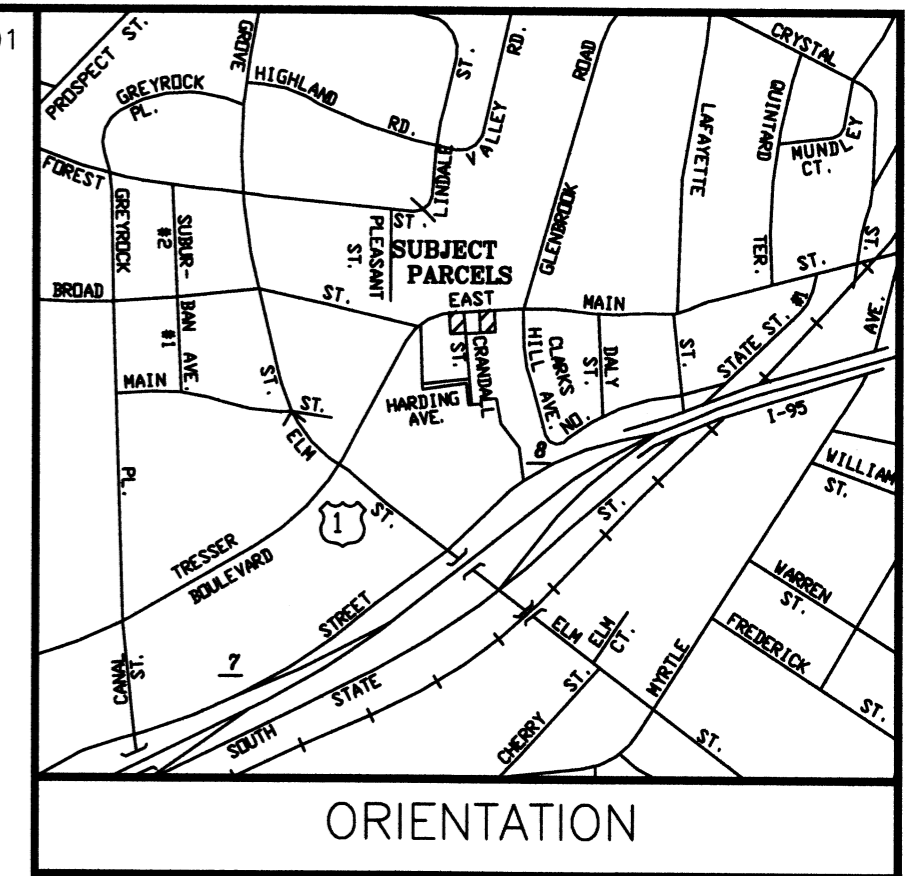 01
PROSPECT ST.
GROVE
ST.
RD.
ROAD
CRYSTAL
GREYROCK
PL.
HIGHLAND
RD.
VALLEY
LAFAYETTE
QUINTARD
MUNDLEY
CT.
FOREST
LINDALE
GREYROCK
SUBUR-
#2
PLEASANT
ST.
ST.
GLENBROOK
TER.
ST.
SUBJECT
PARCELS
BROAD
ST.
EAST
MAIN
ST.
BAN AVE.
#1
ST.
CRANDALL
CLARKS
HILL
AVE.
DALY
ST.
ST.
STATE ST. #1
AVE.
MAIN
ST.
ST.
HARDING
AVE.
NO.
I-95
ELM
8
PL.
1
ST.
ST.
WILLIAM
ST.
TRESSER
BOULEVARD
STREET
WARREN
ST.
ELM
ELM
CT.
FREDERICK
CANAL
ST.
7
STATE
SOUTH
CHERRY
ST.
MYRTLE
ST.
ST.
ORIENTATION